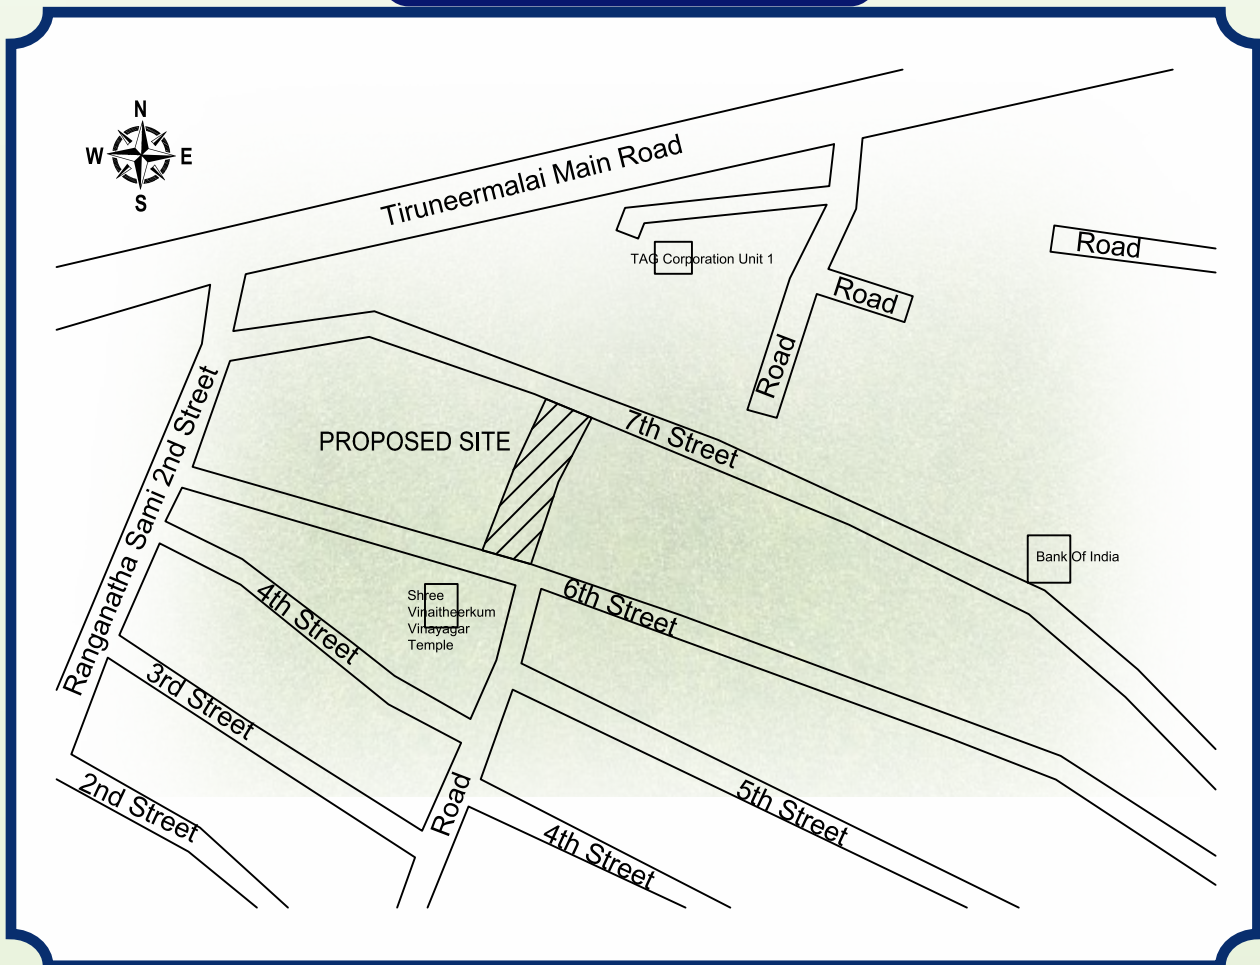 N
W E
S
Tiruneermalai Main Road
Road
TAG Corporation Unit 1
Road
Road
Ranganatha Sami 2nd Street
PROPOSED SITE
7th Street
Bank Of India
4th Street
Shree
Vinaitheerkum
Vinayagar
Temple
6th Street
3rd Street
2nd Street
Road
5th Street
4th Street